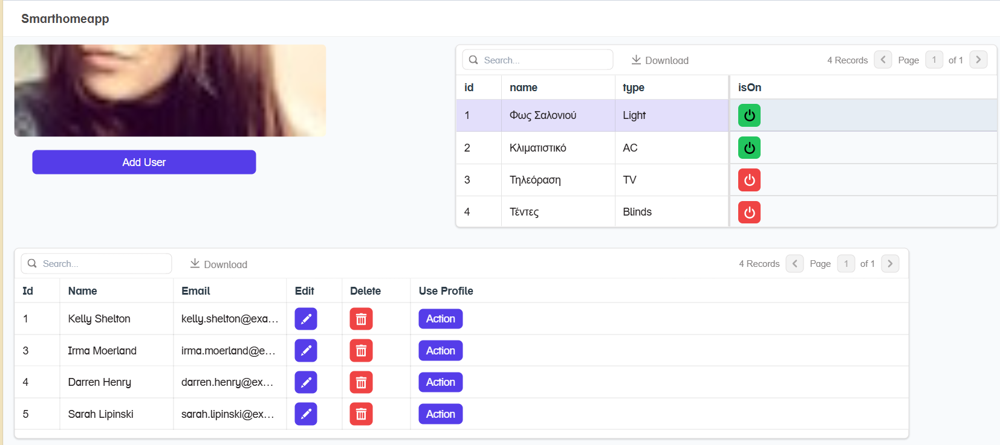 Smarthomeapp
Add User
Search... Download 4 Records Page 1 of 1
id name type isOn
1 Φως Σαλονιού Light
2 Κλιματιστικό AC
3 Τηλεόραση TV
4 Τέντες Blinds
Search... Download 4 Records Page 1 of 1
Id Name Email Edit Delete Use Profile
1 Kelly Shelton kelly.shelton@exa... Action
3 Irma Moerland irma.moerland@e... Action
4 Darren Henry darren.henry@ex... Action
5 Sarah Lipinski sarah.lipinski@ex... Action